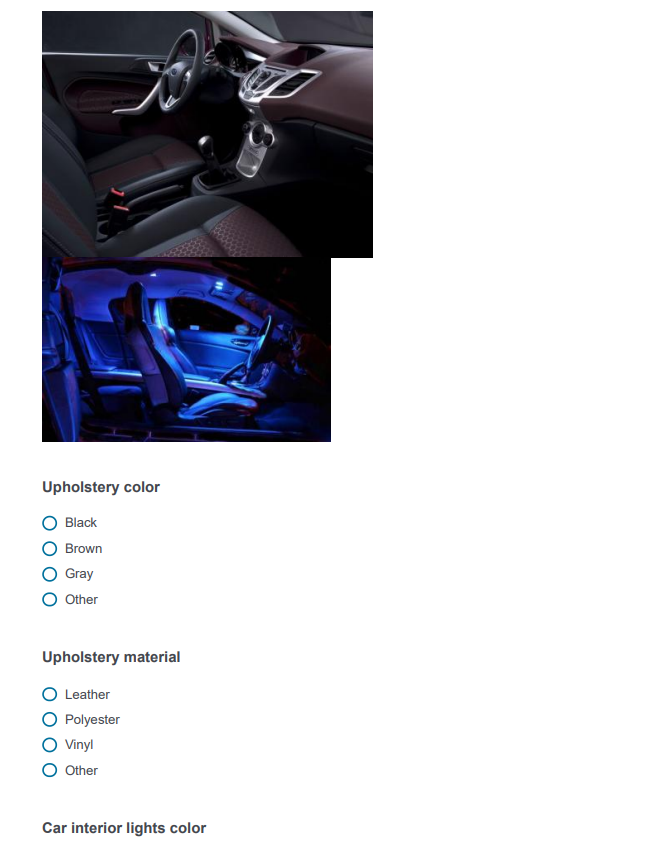 Upholstery color
Black
Brown
Gray
Other
Upholstery material
Leather
Polyester
Vinyl
Other
Car interior lights color